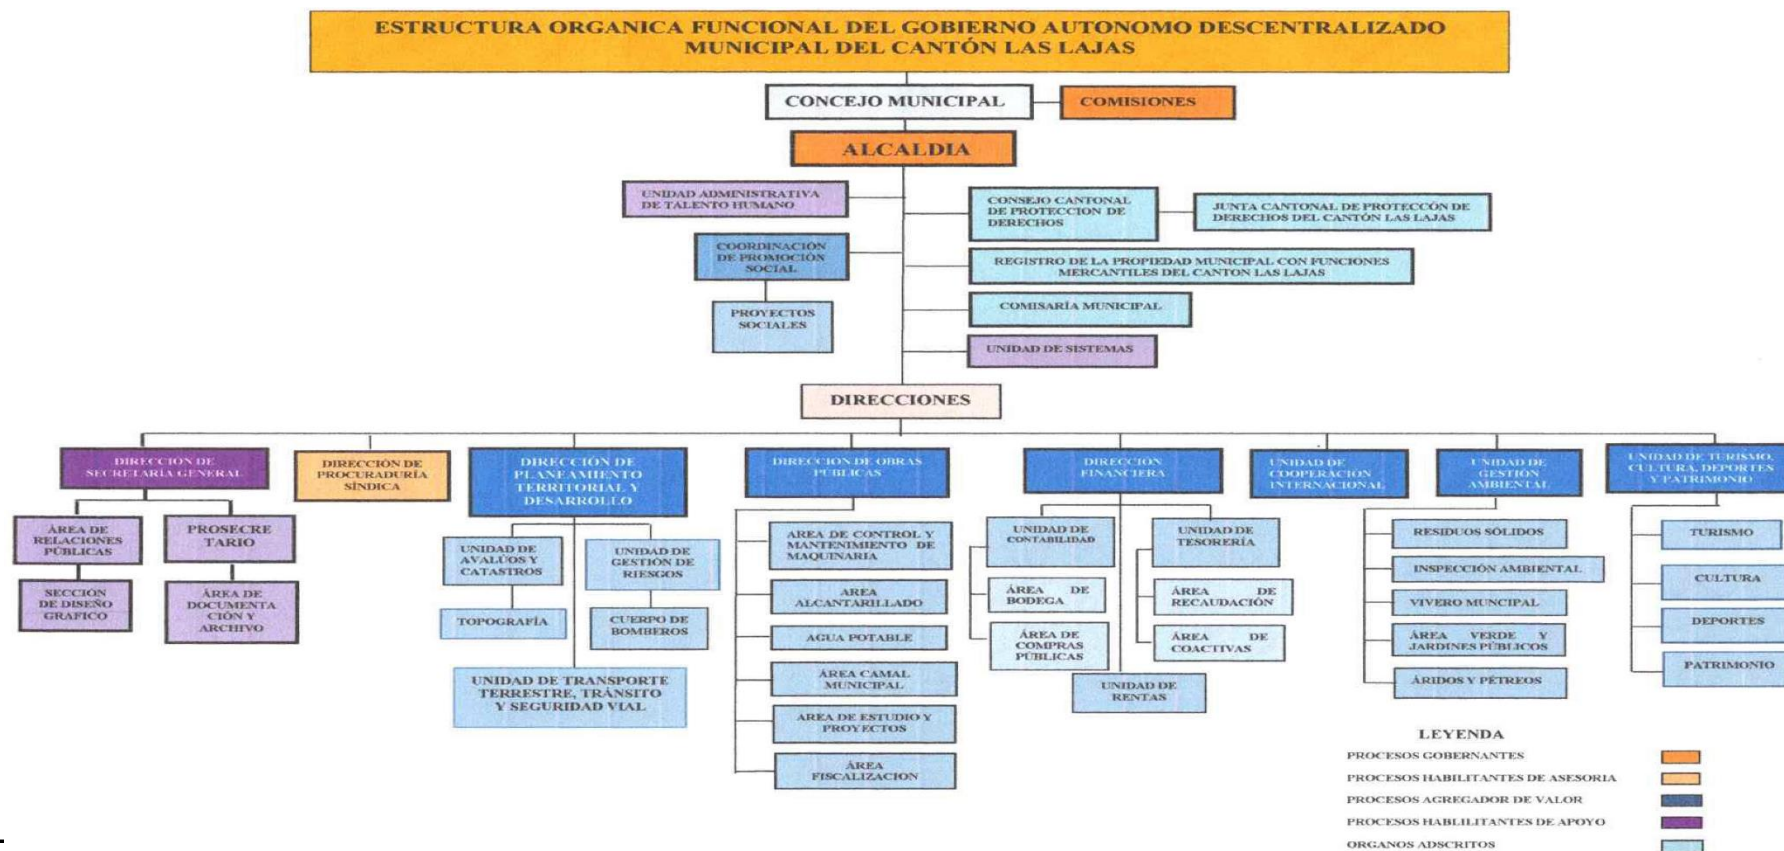 ESTRUCTURA ORGANICA FUNCIONAL DEL GOBIERNO AUTONOMO DESCENTRALIZADO
MUNICIPAL DEL CANTÓN LAS LAJAS
CONCEJO MUNICIPAL
COMISIONES
ALCALDIA
UNIDAD ADMINISTRATIVA
DE TALENTO HUMANO
CONSEJO CANTONAL
DE PROTECCION DE
DERECHOS
JUNTA CANTONAL DE PROTECCÓN DE
DERECHOS DEL CANTÓN LAS LAJAS
COORDINACIÓN
DE PROMOCIÓN
SOCIAL
REGISTRO DE LA PROPIEDAD MUNICIPAL CON FUNCIONES
MERCANTILES DEL CANTON LAS LAJAS
PROYECTOS
SOCIALES
COMISARÍA MUNICIPAL
UNIDAD DE SISTEMAS
DIRECCIONES
DIRECCIÓN DE
SECRETARÍA GENERAL
DIRECCIÓN DE
PROCURADURÍA
SÍNDICA
DIRECCIÓN DE
PLANEAMIENTO
TERRITORIAL Y
DESARROLLO
DIRECCION DE OBRAS
PUBLICAS
DIRECCIÓN
FINANCIERA
UNIDAD DE
COOPERACIÓN
INTERNACIONAL
UNIDAD DE
GESTIÓN
AMBIENTAL
UNIDAD DE TURISMO,
CULTURA, DEPORTES
Y PATRIMONIO
ÁREA DE
RELACIONES
PÚBLICAS
PROSECRE
TARIO
SECCIÓN
DE DISEÑO
GRAFICO
ÁREA DE
DOCUMENTA
CIÓN Y
ARCHIVO
UNIDAD DE
AVALÚOS Y
CATASTROS
UNIDAD DE
GESTIÓN DE
RIESGOS
TOPOGRAFÍA
CUERPO DE
BOMBEROS
UNIDAD DE TRANSPORTE
TERRESTRE, TRÁNSITO
Y SEGURIDAD VIAL
AREA DE CONTROL Y
MANTENIMIENTO DE
MAQUINARIA
AREA
ALCANTARILLADO
AGUA POTABLE
ÁREA CAMAL
MUNICIPAL
AREA DE ESTUDIO Y
PROYECTOS
ÁREA
FISCALIZACION
UNIDAD DE
CONTABILIDAD
UNIDAD DE
TESORERÍA
ÁREA DE
BODEGA
ÁREA DE
RECAUDACIÓN
ÁREA DE
COMPRAS
PÚBLICAS
ÁREA DE
COACTIVAS
UNIDAD DE
RENTAS
RESIDUOS SÓLIDOS
INSPECCIÓN AMBIENTAL
VIVERO MUNCIPAL
ÁREA VERDE Y
JARDINES PÚBLICOS
ÁRIDOS Y PÉTREOS
TURISMO
CULTURA
DEPORTES
PATRIMONIO
LEYENDA
PROCESOS GOBERNANTES
PROCESOS HABILITANTES DE ASESORIA
PROCESOS AGREGADOR DE VALOR
PROCESOS HABLILITANTES DE APOYO
ORGANOS ADSCRITOS